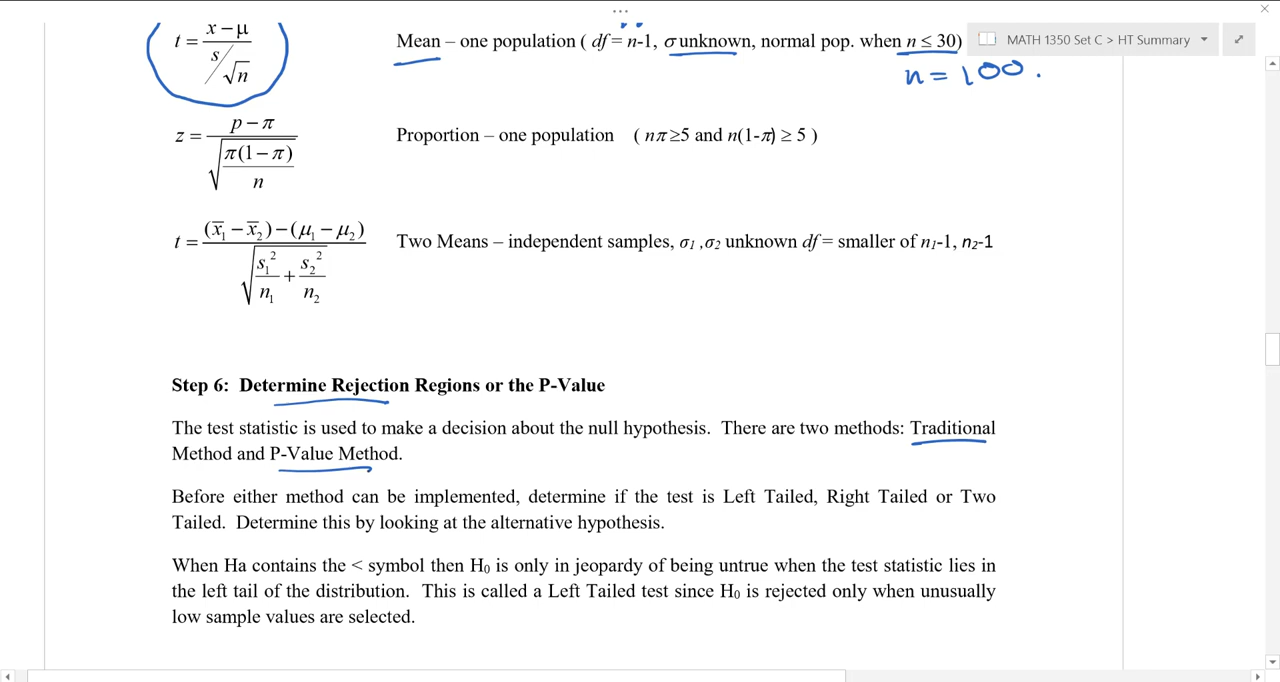 MATH 1350 Set C > HT Summary
t = (x − μ) / (s/√n) Mean – one population ( df = n-1, σ unknown, normal pop. when n ≤ 30)
n = 100.
z = (p − π) / √(π(1 − π)/n) Proportion – one population ( nπ ≥5 and n(1-π) ≥ 5 )
t = ((x̅₁ − x̅₂) − (μ₁ − μ₂)) / √(s₁²/n₁ + s₂²/n₂) Two Means – independent samples, σ1 ,σ2 unknown df = smaller of n1-1, n2-1
Step 6: Determine Rejection Regions or the P-Value
The test statistic is used to make a decision about the null hypothesis. There are two methods: Traditional
Method and P-Value Method.
Before either method can be implemented, determine if the test is Left Tailed, Right Tailed or Two
Tailed. Determine this by looking at the alternative hypothesis.
When Ha contains the < symbol then H0 is only in jeopardy of being untrue when the test statistic lies in
the left tail of the distribution. This is called a Left Tailed test since H0 is rejected only when unusually
low sample values are selected.